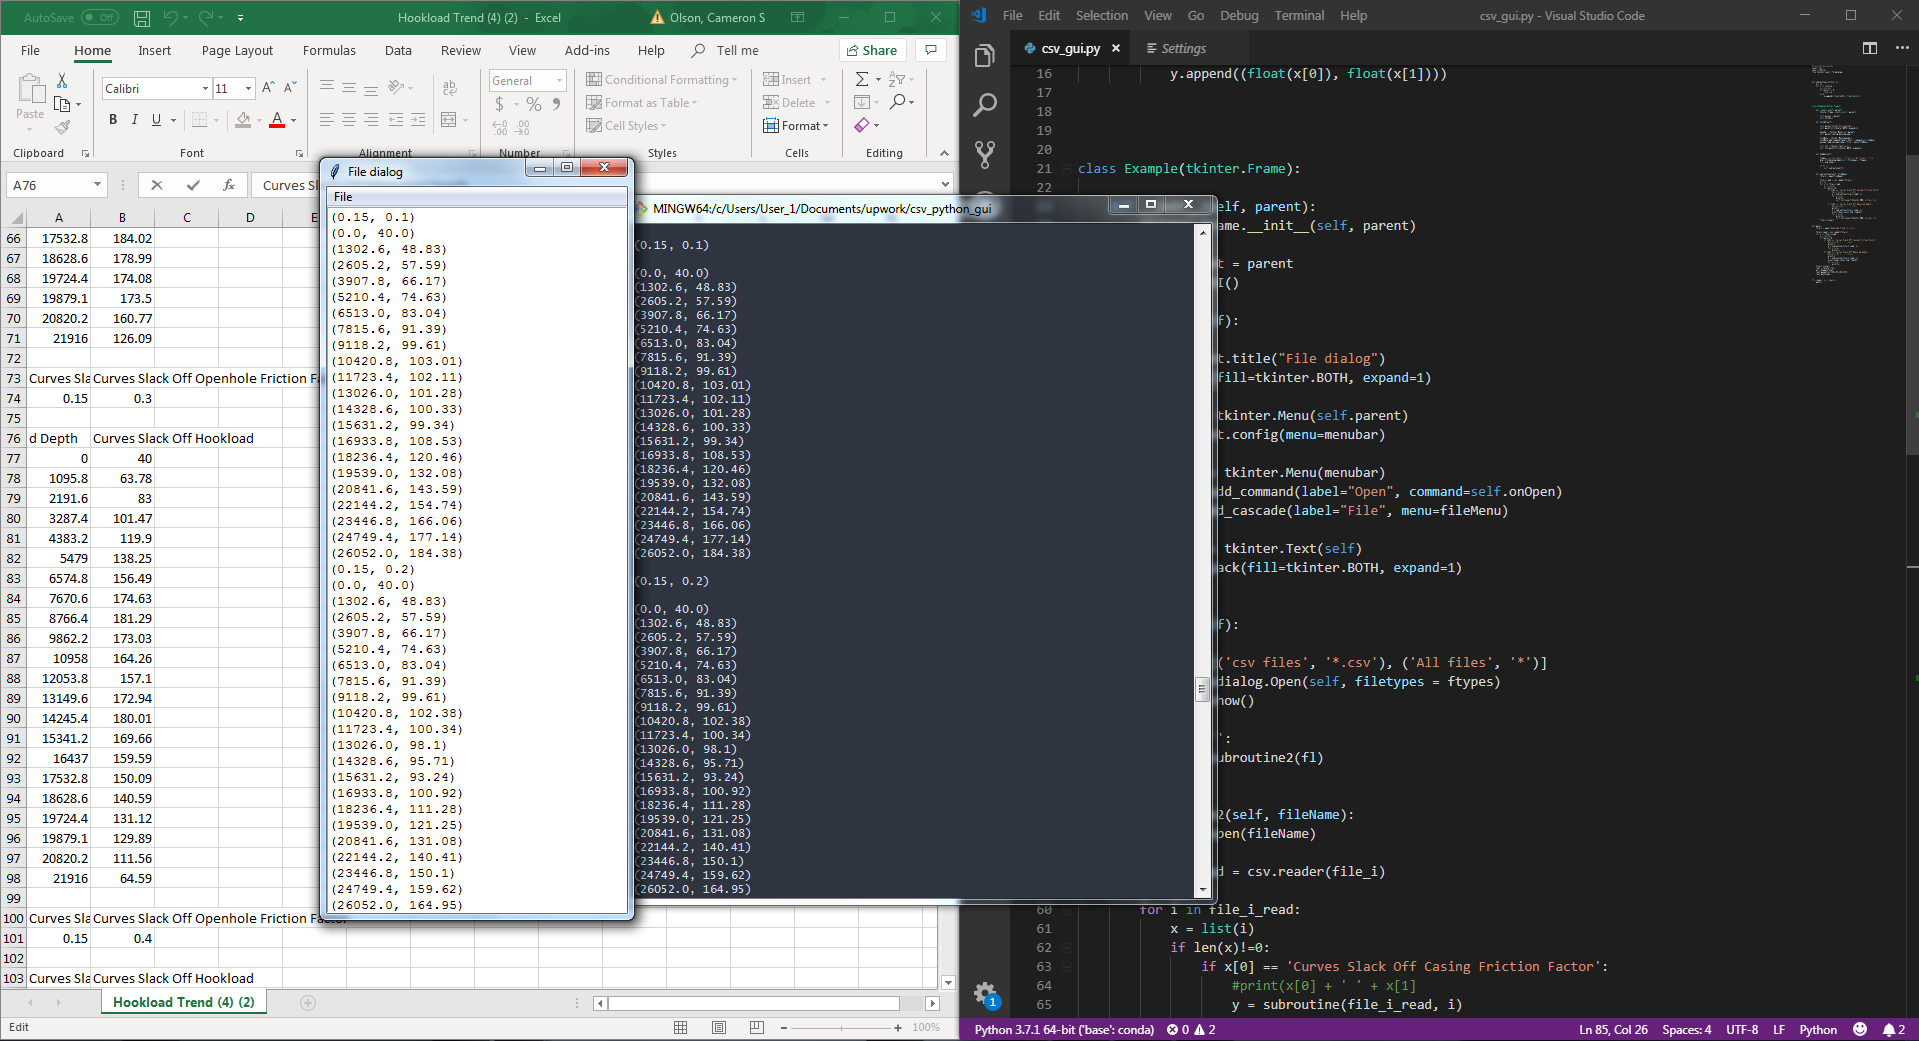 AutoSave Off
Hookload Trend (4) (2) - Excel
Olson, Cameron S
File Home Insert Page Layout Formulas Data Review View Add-ins Help Tell me
Share
Paste
Clipboard
Calibri 11
B I U
Font
ab
Alignment
General
$ % 9
Number
Conditional Formatting
Format as Table
Cell Styles
Styles
Insert
Delete
Format
Cells
Editing
A76
fx
Curves Sl
A B C D E
66 17532.8 184.02
67 18628.6 178.99
68 19724.4 174.08
69 19879.1 173.5
70 20820.2 160.77
71 21916 126.09
72
73 Curves Sla Curves Slack Off Openhole Friction Fa
74 0.15 0.3
75
76 d Depth Curves Slack Off Hookload
77 0 40
78 1095.8 63.78
79 2191.6 83
80 3287.4 101.47
81 4383.2 119.9
82 5479 138.25
83 6574.8 156.49
84 7670.6 174.63
85 8766.4 181.29
86 9862.2 173.03
87 10958 164.26
88 12053.8 157.1
89 13149.6 172.94
90 14245.4 180.01
91 15341.2 169.66
92 16437 159.59
93 17532.8 150.09
94 18628.6 140.59
95 19724.4 131.12
96 19879.1 129.89
97 20820.2 111.56
98 21916 64.59
99
100 Curves Sla Curves Slack Off Openhole Friction Factor
101 0.15 0.4
102
103 Curves Sla Curves Slack Off Hookload
Hookload Trend (4) (2)
Edit
100%
File dialog
File
(0.15, 0.1)
(0.0, 40.0)
(1302.6, 48.83)
(2605.2, 57.59)
(3907.8, 66.17)
(5210.4, 74.63)
(6513.0, 83.04)
(7815.6, 91.39)
(9118.2, 99.61)
(10420.8, 103.01)
(11723.4, 102.11)
(13026.0, 101.28)
(14328.6, 100.33)
(15631.2, 99.34)
(16933.8, 108.53)
(18236.4, 120.46)
(19539.0, 132.08)
(20841.6, 143.59)
(22144.2, 154.74)
(23446.8, 166.06)
(24749.4, 177.14)
(26052.0, 184.38)
(0.15, 0.2)
(0.0, 40.0)
(1302.6, 48.83)
(2605.2, 57.59)
(3907.8, 66.17)
(5210.4, 74.63)
(6513.0, 83.04)
(7815.6, 91.39)
(9118.2, 99.61)
(10420.8, 102.38)
(11723.4, 100.34)
(13026.0, 98.1)
(14328.6, 95.71)
(15631.2, 93.24)
(16933.8, 100.92)
(18236.4, 111.28)
(19539.0, 121.25)
(20841.6, 131.08)
(22144.2, 140.41)
(23446.8, 150.1)
(24749.4, 159.62)
(26052.0, 164.95)
MINGW64:/c/Users/User_1/Documents/upwork/csv_python_gui
(0.15, 0.1)
(0.0, 40.0)
(1302.6, 48.83)
(2605.2, 57.59)
(3907.8, 66.17)
(5210.4, 74.63)
(6513.0, 83.04)
(7815.6, 91.39)
(9118.2, 99.61)
(10420.8, 103.01)
(11723.4, 102.11)
(13026.0, 101.28)
(14328.6, 100.33)
(15631.2, 99.34)
(16933.8, 108.53)
(18236.4, 120.46)
(19539.0, 132.08)
(20841.6, 143.59)
(22144.2, 154.74)
(23446.8, 166.06)
(24749.4, 177.14)
(26052.0, 184.38)
(0.15, 0.2)
(0.0, 40.0)
(1302.6, 48.83)
(2605.2, 57.59)
(3907.8, 66.17)
(5210.4, 74.63)
(6513.0, 83.04)
(7815.6, 91.39)
(9118.2, 99.61)
(10420.8, 102.38)
(11723.4, 100.34)
(13026.0, 98.1)
(14328.6, 95.71)
(15631.2, 93.24)
(16933.8, 100.92)
(18236.4, 111.28)
(19539.0, 121.25)
(20841.6, 131.08)
(22144.2, 140.41)
(23446.8, 150.1)
(24749.4, 159.62)
(26052.0, 164.95)
File Edit Selection View Go Debug Terminal Help
csv_gui.py - Visual Studio Code
csv_gui.py
Settings
16 y.append((float(x[0]), float(x[1])))
17
18
19
20
21 class Example(tkinter.Frame):
22
elf, parent):
ame.__init__(self, parent)
t = parent
I()
f):
t.title("File dialog")
fill=tkinter.BOTH, expand=1)
tkinter.Menu(self.parent)
t.config(menu=menubar)
tkinter.Menu(menubar)
dd_command(label="Open", command=self.onOpen)
d_cascade(label="File", menu=fileMenu)
tkinter.Text(self)
ack(fill=tkinter.BOTH, expand=1)
f):
('csv files', '*.csv'), ('All files', '*')]
dialog.Open(self, filetypes = ftypes)
how()
':
ubroutine2(fl)
2(self, fileName):
pen(fileName)
d = csv.reader(file_i)
60 for i in file_i_read:
61 x = list(i)
62 if len(x)!=0:
63 if x[0] == 'Curves Slack Off Casing Friction Factor':
64 #print(x[0] + ' ' + x[1]
65 y = subroutine(file_i_read, i)
1
Python 3.7.1 64-bit ('base': conda) 0 2
Ln 85, Col 26 Spaces: 4 UTF-8 LF Python 2